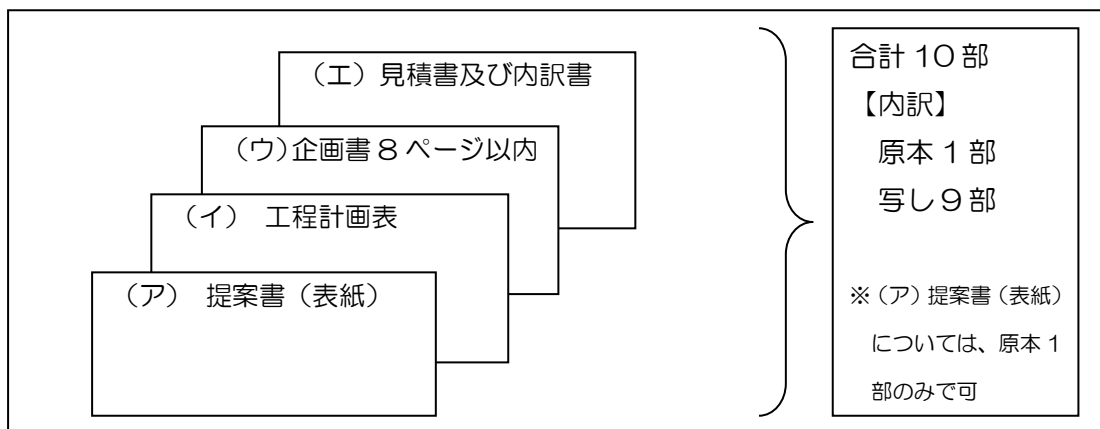 （エ）見積書及び内訳書
（ウ）企画書８ページ以内
（イ）　工程計画表
（ア）　提案書（表紙）
合計 10 部
【内訳】
原本 1 部
写し 9 部
※（ア）提案書（表紙）
については、原本 1
部のみで可